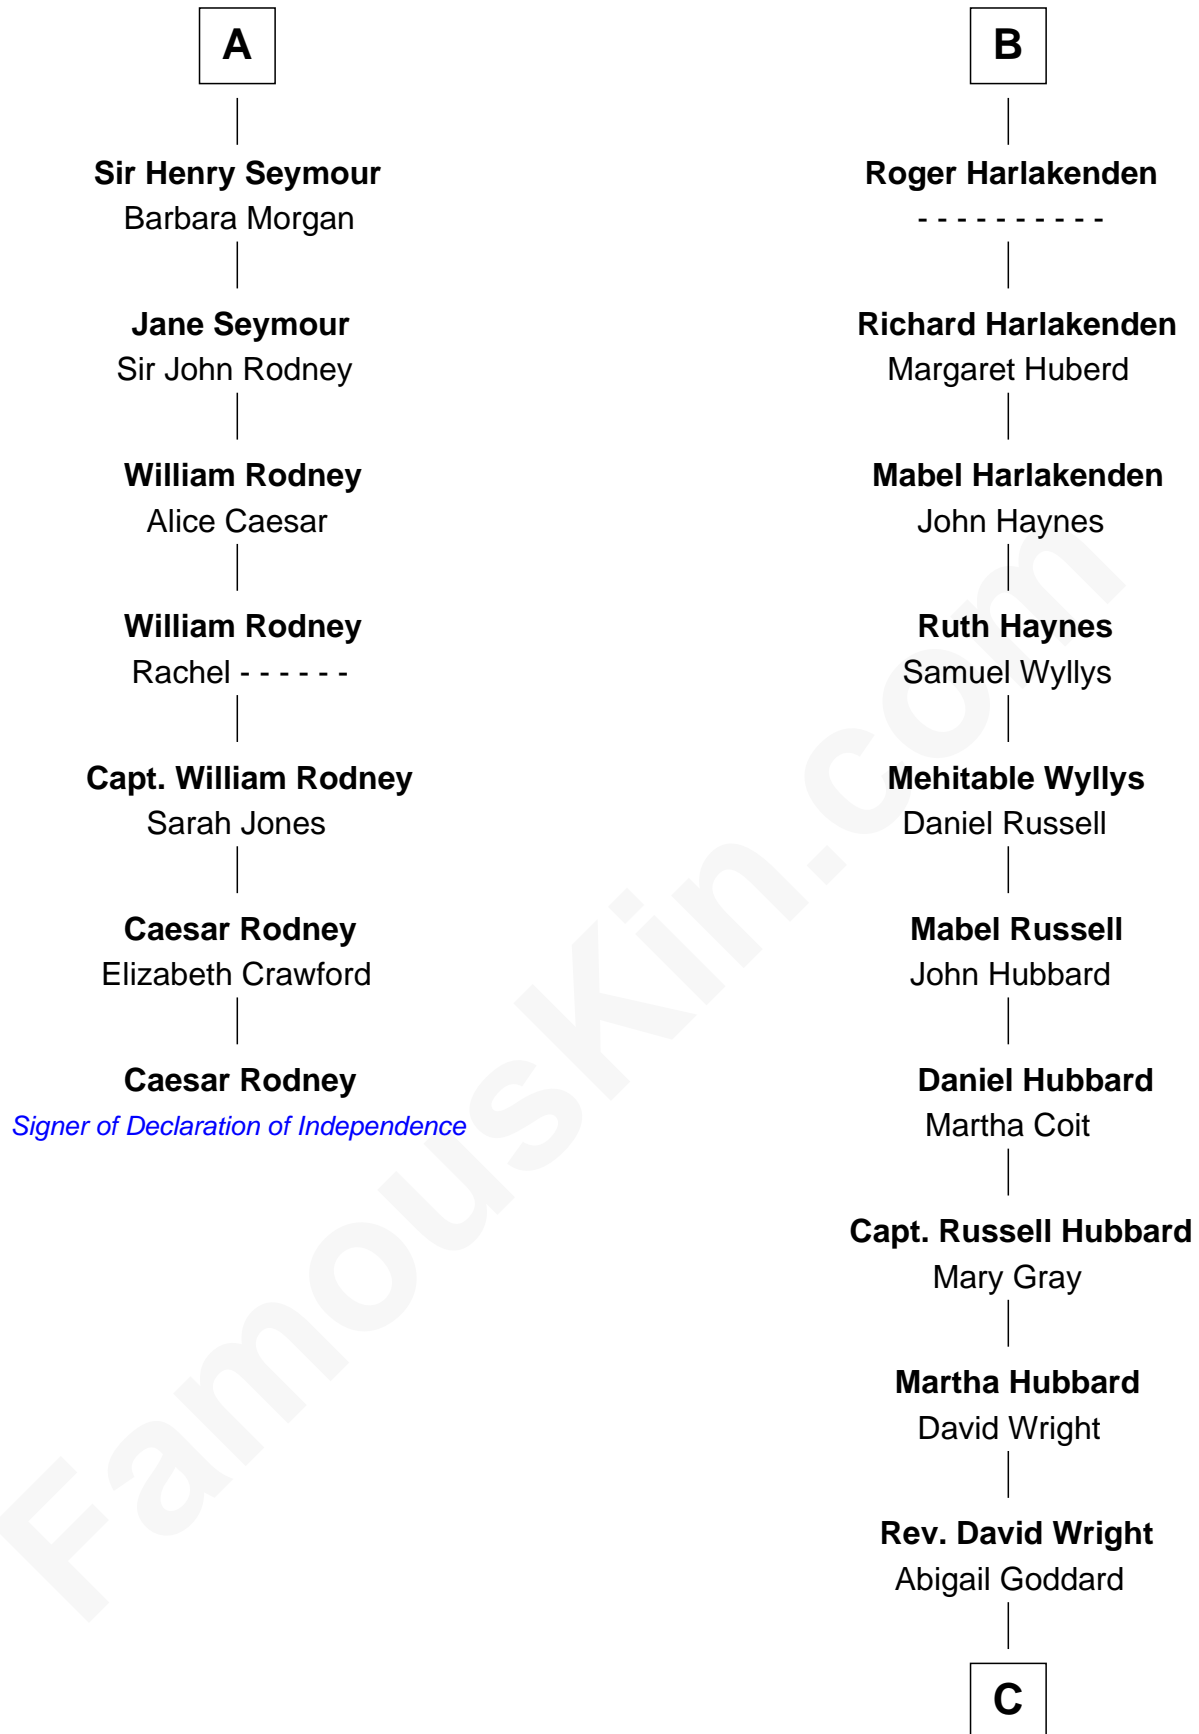 A
Sir Henry Seymour
Barbara Morgan
Jane Seymour
Sir John Rodney
William Rodney
Alice Caesar
William Rodney
Rachel - - - - - -
Capt. William Rodney
Sarah Jones
Caesar Rodney
Elizabeth Crawford
Caesar Rodney
Signer of Declaration of Independence
B
Roger Harlakenden
- - - - - - - - - -
Richard Harlakenden
Margaret Huberd
Mabel Harlakenden
John Haynes
Ruth Haynes
Samuel Wyllys
Mehitable Wyllys
Daniel Russell
Mabel Russell
John Hubbard
Daniel Hubbard
Martha Coit
Capt. Russell Hubbard
Mary Gray
Martha Hubbard
David Wright
Rev. David Wright
Abigail Goddard
C
FamousKin.com